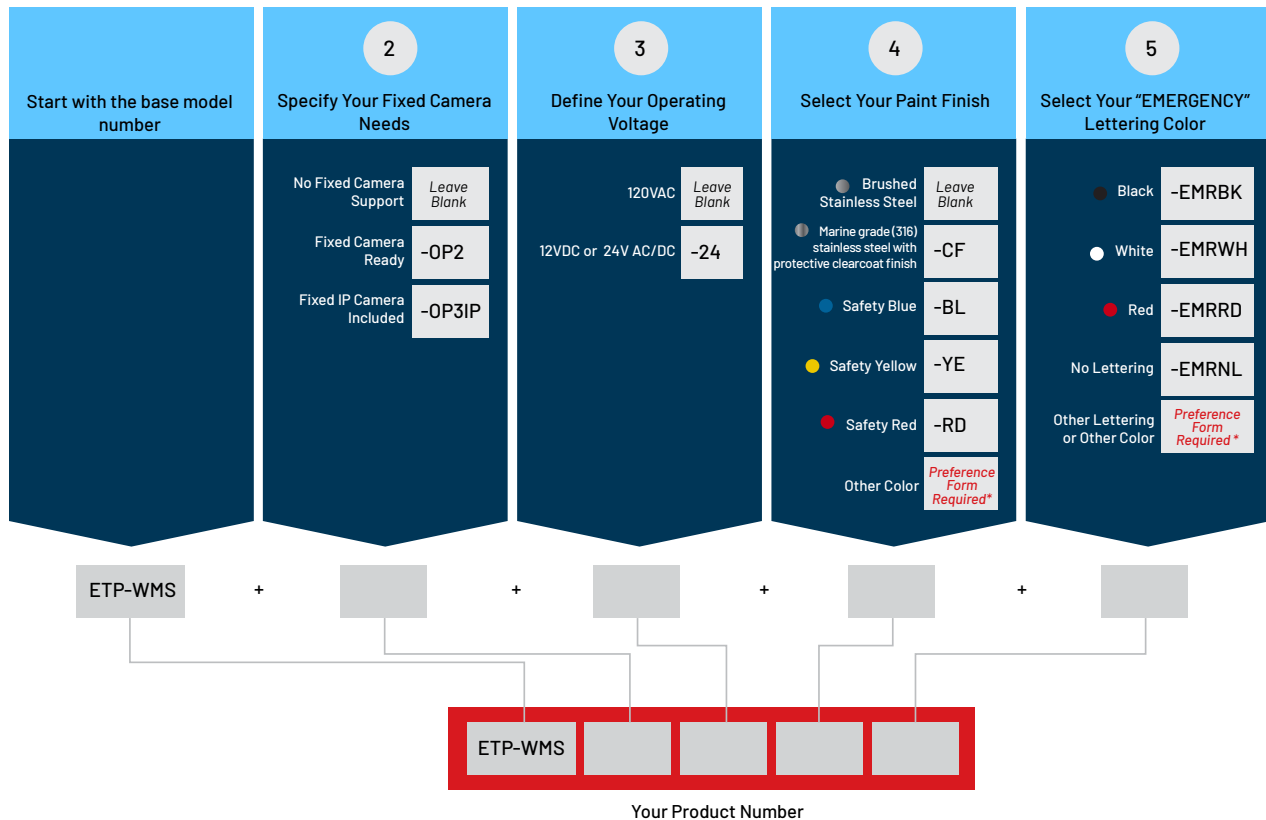 Start with the base model
number
2
Specify Your Fixed Camera
Needs
No Fixed Camera
Support
Leave
Blank
Fixed Camera
Ready
-OP2
Fixed IP Camera
Included
-OP3IP
3
Define Your Operating
Voltage
120VAC
Leave
Blank
12VDC or 24V AC/DC
-24
4
Select Your Paint Finish
Brushed
Stainless Steel
Leave
Blank
Marine grade (316)
stainless steel with
protective clearcoat finish
-CF
Safety Blue
-BL
Safety Yellow
-YE
Safety Red
-RD
Other Color
Preference
Form
Required*
5
Select Your “EMERGENCY”
Lettering Color
Black
-EMRBK
White
-EMRWH
Red
-EMRRD
No Lettering
-EMRNL
Other Lettering
or Other Color
Preference
Form
Required *
ETP-WMS + + + +
ETP-WMS
Your Product Number